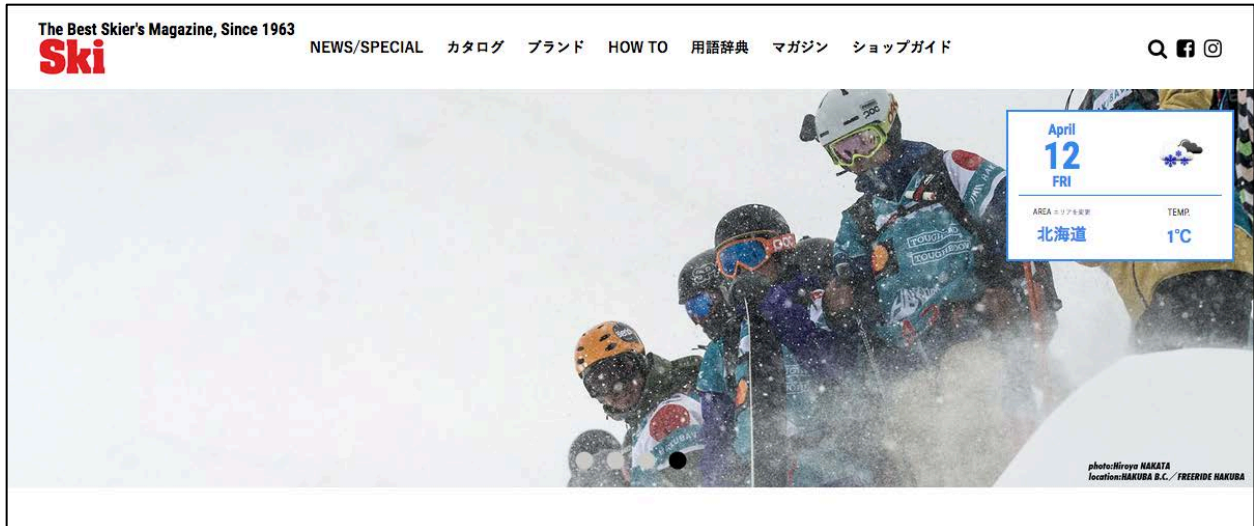 The Best Skier's Magazine, Since 1963
Ski
NEWS/SPECIAL カタログ ブランド HOW TO 用語辞典 マガジン ショップガイド
April
12
FRI
AREA エリアを変更
TEMP.
北海道
1°C
POC
TOUGH
photo:Hiroya NAKATA
location:HAKUBA B.C.／FREERIDE HAKUBA